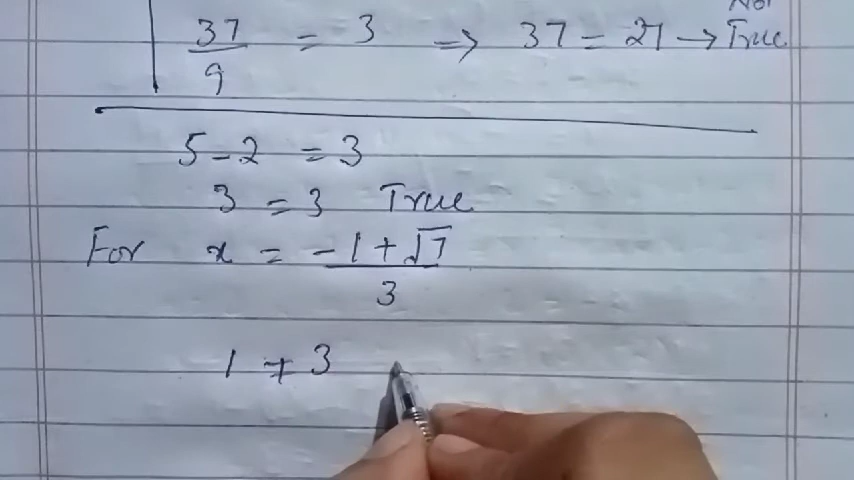 Not
37/9 = 3 => 37 = 27 → True
5 - 2 = 3
3 = 3 True
For x = (-1 + √7)/3
1 ≠ 3